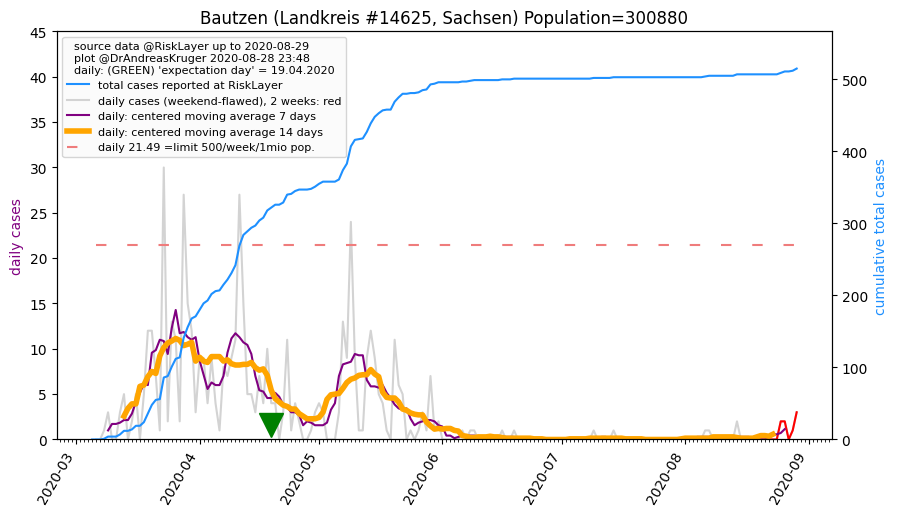 Bautzen (Landkreis #14625, Sachsen) Population=300880
source data @RiskLayer up to 2020-08-29
plot @DrAndreasKruger 2020-08-28 23:48
daily: (GREEN) 'expectation day' = 19.04.2020
total cases reported at RiskLayer
daily cases (weekend-flawed), 2 weeks: red
daily: centered moving average 7 days
daily: centered moving average 14 days
daily 21.49 =limit 500/week/1mio pop.
daily cases
45
40
35
30
25
20
15
10
5
0
500
400
300
200
100
0
cumulative total cases
2020-03
2020-04
2020-05
2020-06
2020-07
2020-08
2020-09